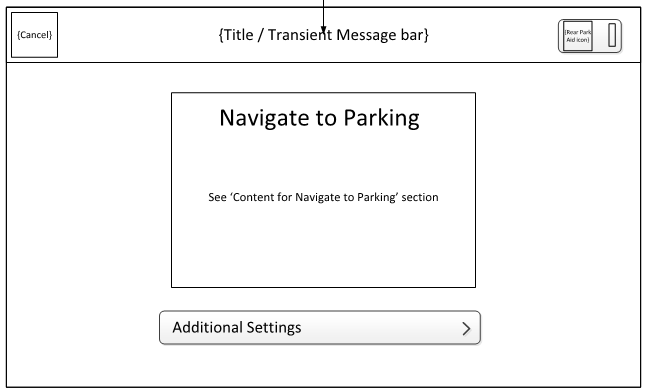 {Cancel}
{Title / Transient Message bar}
{Rear Park
Aid icon}
Navigate to Parking
See ‘Content for Navigate to Parking’ section
Additional Settings